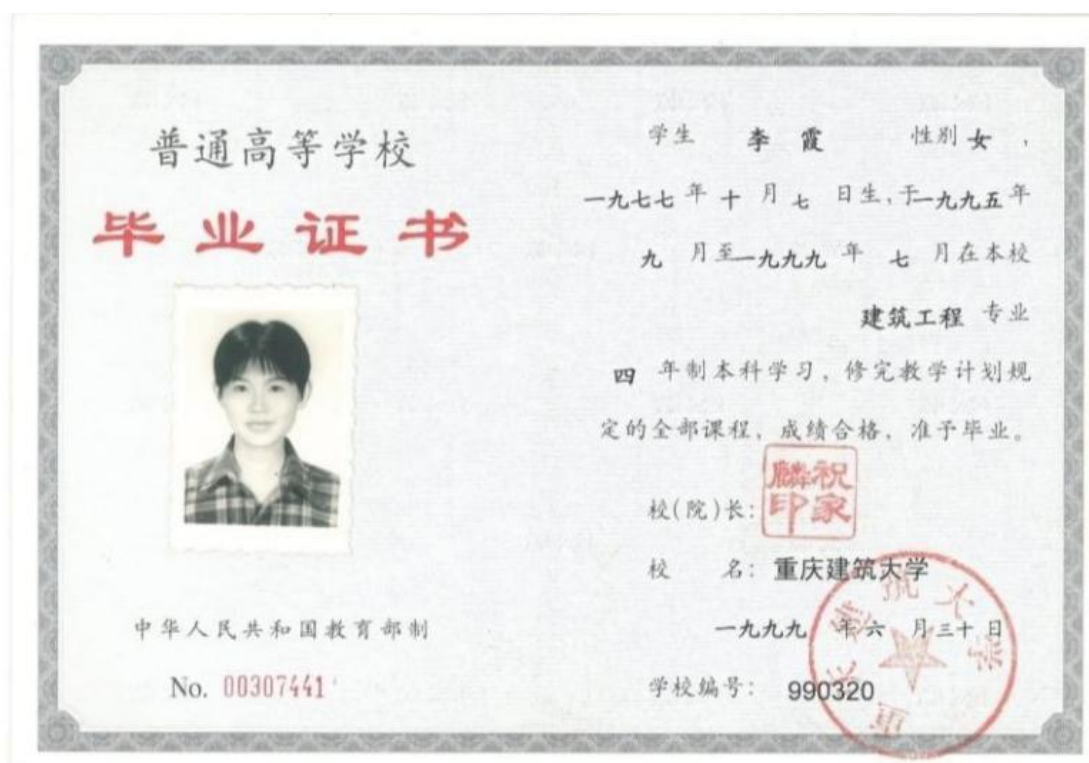 普通高等学校
毕业证书
中华人民共和国教育部制
No. 00307441
学生 李霞 性别 女，
一九七七 年 十 月 七 日生，于一九九五年
九 月至一九九九 年 七 月在本校
建筑工程 专业
四 年制本科学习，修完教学计划规
定的全部课程，成绩合格，准予毕业。
校(院)长：
祝家麟印
校 名：重庆建筑大学
一九九九 年六 月三十日
学校编号：990320
重庆建筑大学